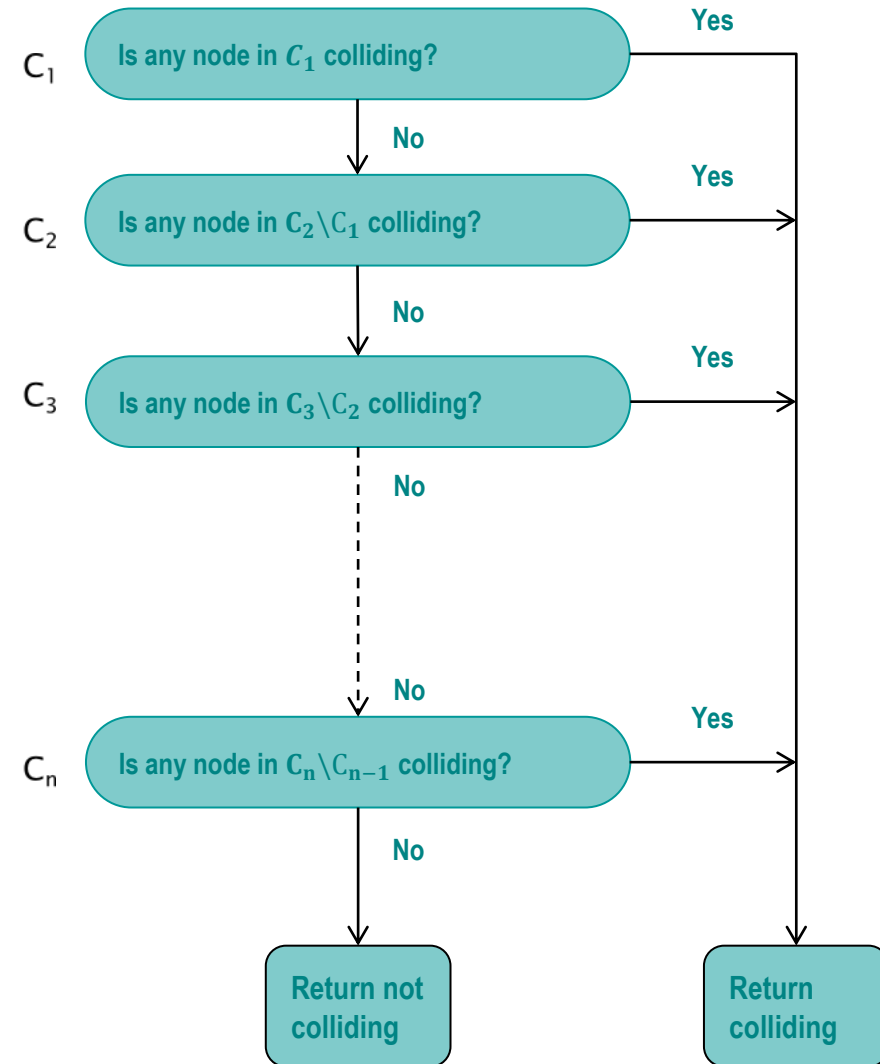 Yes
C₁
Is any node in C₁ colliding?
No
Yes
C₂
Is any node in C₂\C₁ colliding?
No
Yes
C₃
Is any node in C₃\C₂ colliding?
No
No
Yes
Cₙ
Is any node in Cₙ\Cₙ₋₁ colliding?
No
Return not
colliding
Return
colliding